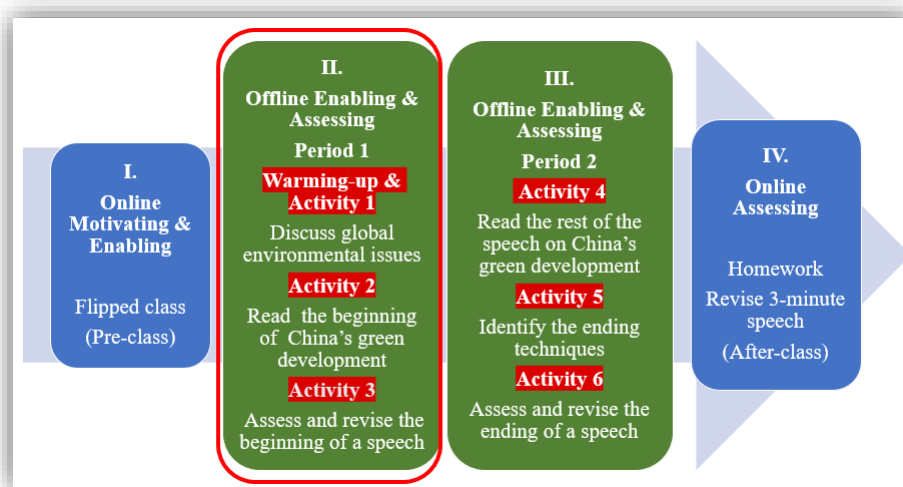 I.
Online
Motivating &
Enabling
Flipped class
(Pre-class)
II.
Offline Enabling &
Assessing
Period 1
Warming-up &
Activity 1
Discuss global
environmental issues
Activity 2
Read the beginning
of China's green
development
Activity 3
Assess and revise the
beginning of a speech
III.
Offline Enabling &
Assessing
Period 2
Activity 4
Read the rest of the
speech on China's
green development
Activity 5
Identify the ending
techniques
Activity 6
Assess and revise the
ending of a speech
IV.
Online
Assessing
Homework
Revise 3-minute
speech
(After-class)